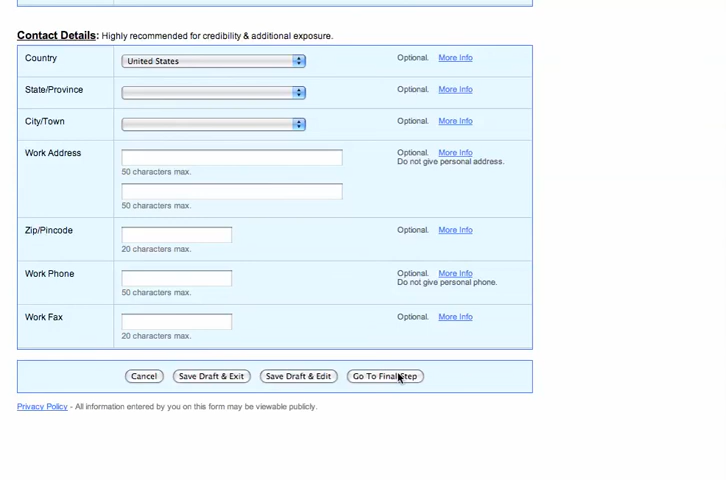 Contact Details: Highly recommended for credibility & additional exposure.
Country
United States
Optional. More Info
State/Province
Optional. More Info
City/Town
Optional. More Info
Work Address
Optional. More Info
Do not give personal address.
50 characters max.
50 characters max.
Zip/Pincode
Optional. More Info
20 characters max.
Work Phone
Optional. More Info
Do not give personal phone.
50 characters max.
Work Fax
Optional. More Info
20 characters max.
Cancel Save Draft & Exit Save Draft & Edit Go To Final Step
Privacy Policy - All information entered by you on this form may be viewable publicly.